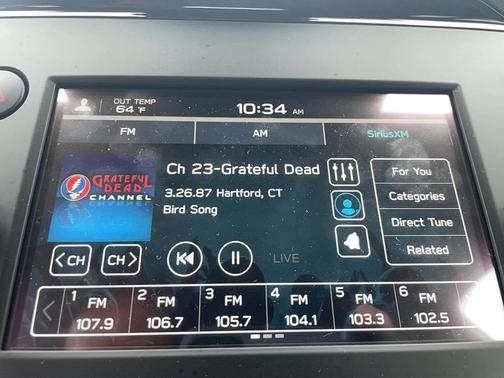 OUT TEMP
64°F
10:34 AM
FM
AM
SiriusXM
GRATEFUL
DEAD
CHANNEL
Ch 23-Grateful Dead
3.26.87 Hartford, CT
Bird Song
For You
Categories
Direct Tune
Related
< CH
CH >
LIVE
1 FM 107.9
2 FM 106.7
3 FM 105.7
4 FM 104.1
5 FM 103.3
6 FM 102.5